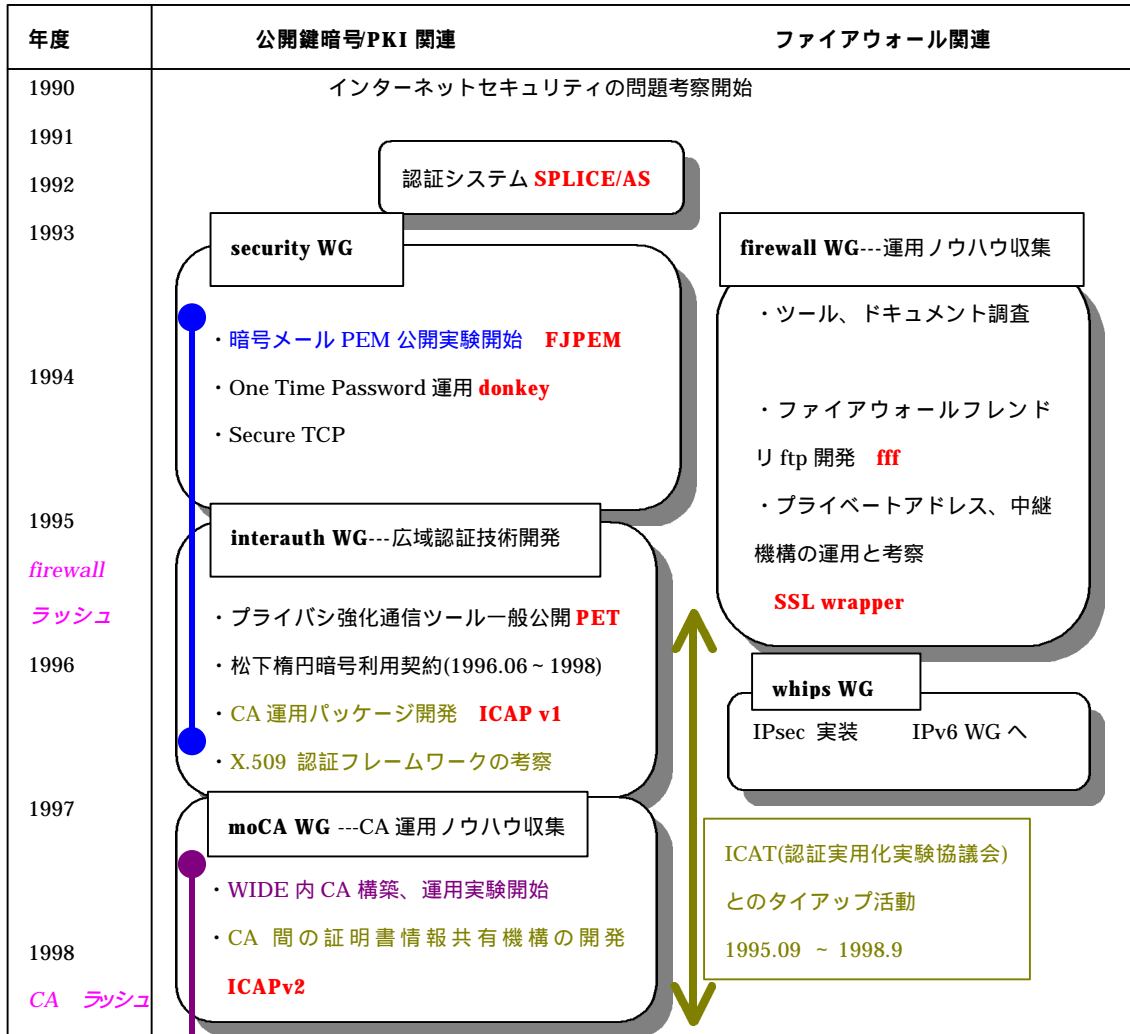 年度 公開鍵暗号/PKI 関連 ファイアウォール関連
1990 インターネットセキュリティの問題考察開始
1991
認証システム SPLICE/AS
1992
1993
security WG
・暗号メール PEM 公開実験開始 FJPEM
1994
・One Time Password 運用 donkey
・Secure TCP
firewall WG---運用ノウハウ収集
・ツール、ドキュメント調査
・ファイアウォールフレンド
リ ftp 開発 fff
・プライベートアドレス、中継
機構の運用と考察
SSL wrapper
1995
firewall
ラッシュ
interauth WG---広域認証技術開発
・プライバシ強化通信ツール一般公開 PET
1996
・松下楕円暗号利用契約(1996.06～1998)
・CA 運用パッケージ開発 ICAP v1
・X.509 認証フレームワークの考察
whips WG
IPsec 実装 IPv6 WG へ
1997
moCA WG ---CA 運用ノウハウ収集
・WIDE 内 CA 構築、運用実験開始
・CA 間の証明書情報共有機構の開発
ICAPv2
ICAT(認証実用化実験協議会)
とのタイアップ活動
1995.09 ～ 1998.9
1998
CA ラッシュ